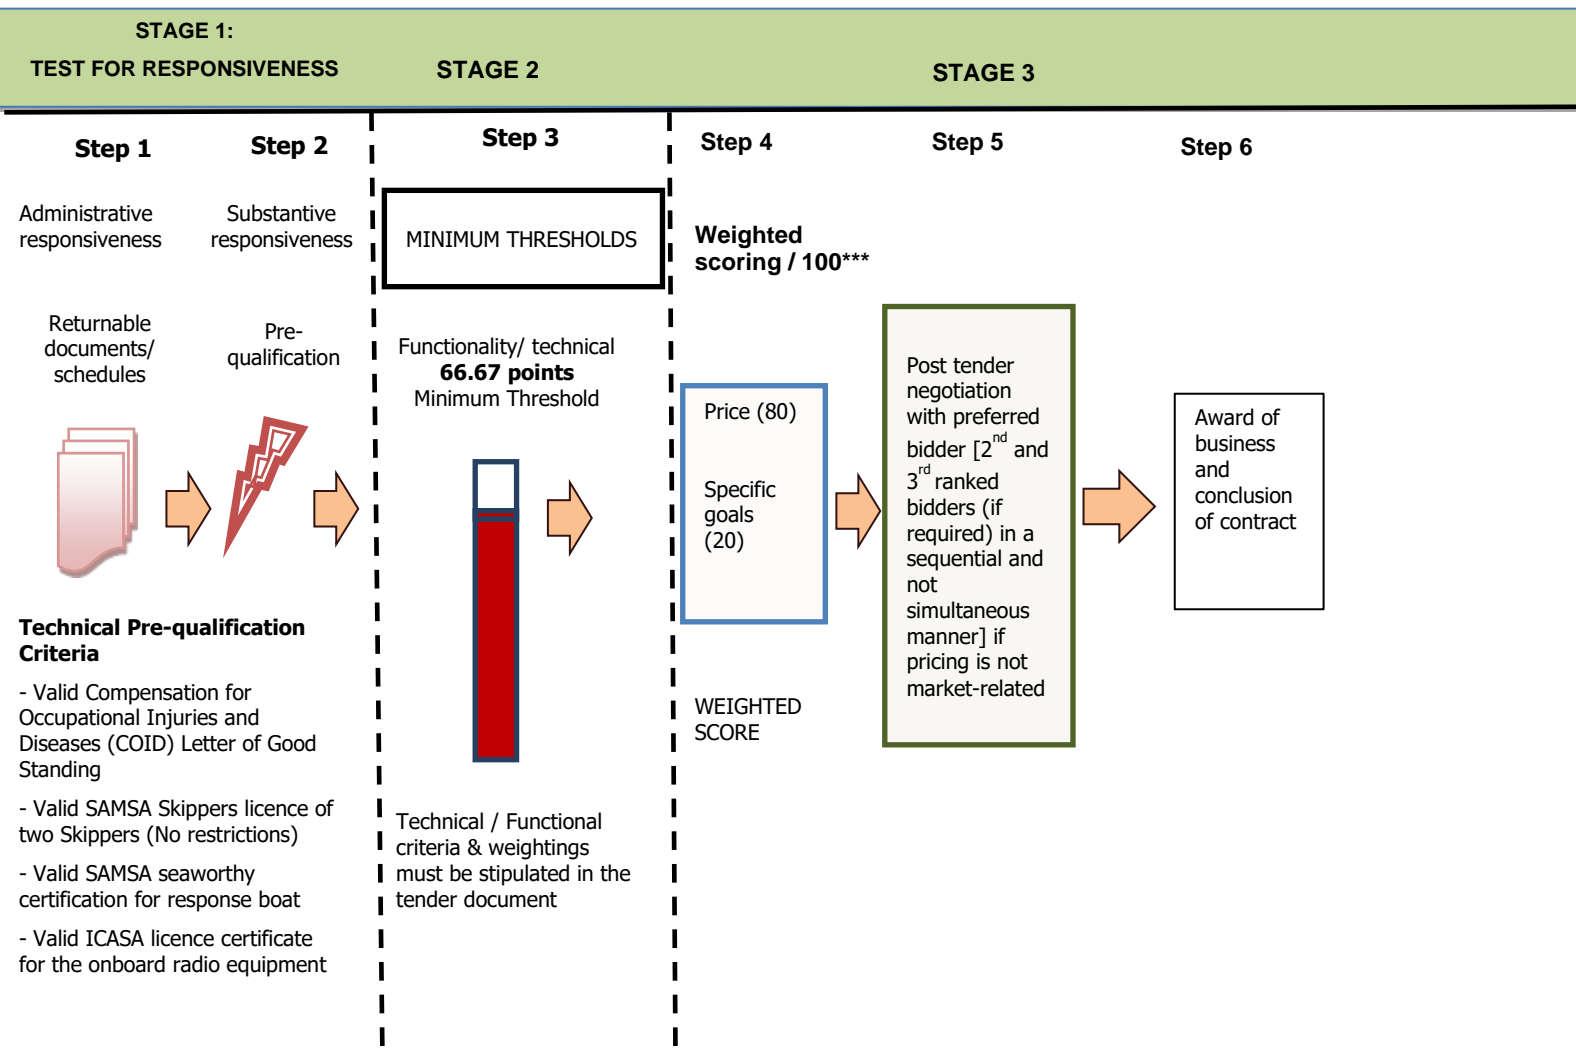 STAGE 1:
TEST FOR RESPONSIVENESS
STAGE 2
STAGE 3
Step 1
Step 2
Step 3
Step 4
Step 5
Step 6
Administrative
responsiveness
Substantive
responsiveness
MINIMUM THRESHOLDS
Weighted
scoring / 100***
Returnable
documents/
schedules
Pre-
qualification
Functionality/ technical
66.67 points
Minimum Threshold
Price (80)
Specific
goals
(20)
Post tender
negotiation
with preferred
bidder [2nd and
3rd ranked
bidders (if
required) in a
sequential and
not
simultaneous
manner] if
pricing is not
market-related
Award of
business
and
conclusion
of contract
Technical Pre-qualification
Criteria
- Valid Compensation for
Occupational Injuries and
Diseases (COID) Letter of Good
Standing
- Valid SAMSA Skippers licence of
two Skippers (No restrictions)
- Valid SAMSA seaworthy
certification for response boat
- Valid ICASA licence certificate
for the onboard radio equipment
Technical / Functional
criteria & weightings
must be stipulated in the
tender document
WEIGHTED
SCORE